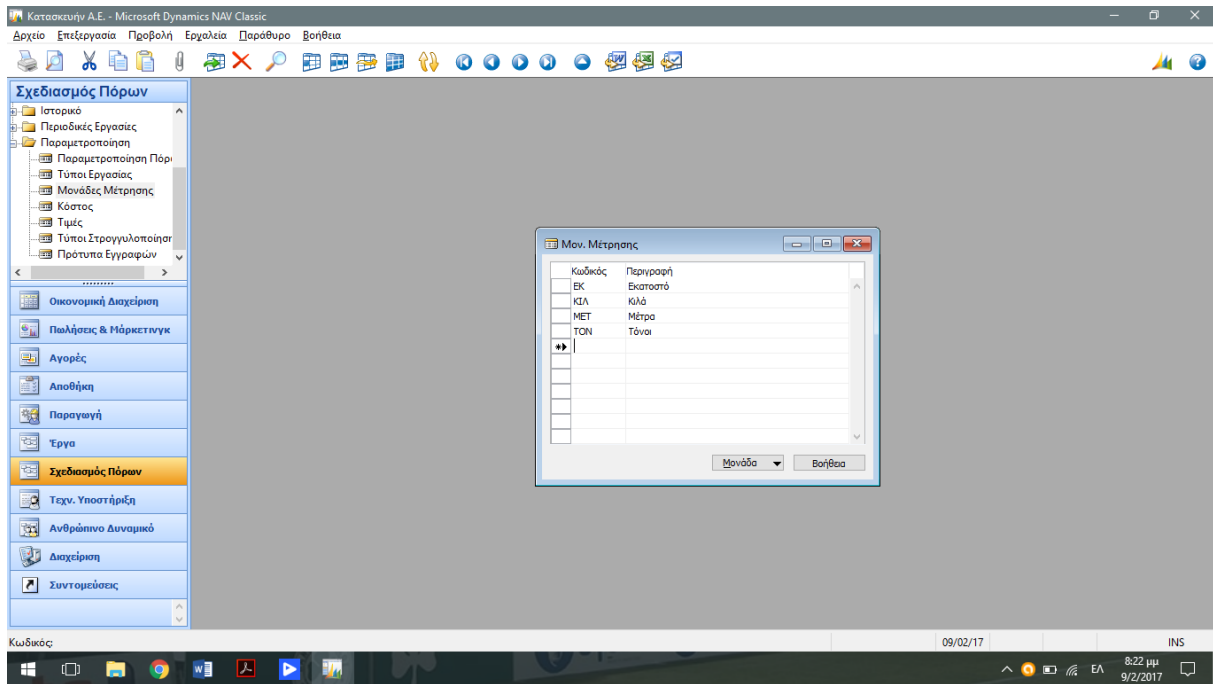 Κατασκευήν Α.Ε. - Microsoft Dynamics NAV Classic
Αρχείο Επεξεργασία Προβολή Εργαλεία Παράθυρο Βοήθεια
Σχεδιασμός Πόρων
Ιστορικό
Περιοδικές Εργασίες
Παραμετροποίηση
Παραμετροποίηση Πόρ
Τύποι Εργασίας
Μονάδες Μέτρησης
Κόστος
Τιμές
Τύποι Στρογγυλοποίησ
Πρότυπα Εγγραφών
Οικονομική Διαχείριση
Πωλήσεις & Μάρκετινγκ
Αγορές
Αποθήκη
Παραγωγή
Έργα
Σχεδιασμός Πόρων
Τεχν. Υποστήριξη
Ανθρώπινο Δυναμικό
Διαχείριση
Συντομεύσεις
Μον. Μέτρησης
Κωδικός Περιγραφή
ΕΚ Εκατοστό
ΚΙΛ Κιλά
ΜΕΤ Μέτρα
ΤΟΝ Τόνοι
Μονάδα Βοήθεια
Κωδικός: 09/02/17 INS
ΕΛ 8:22 μμ
9/2/2017